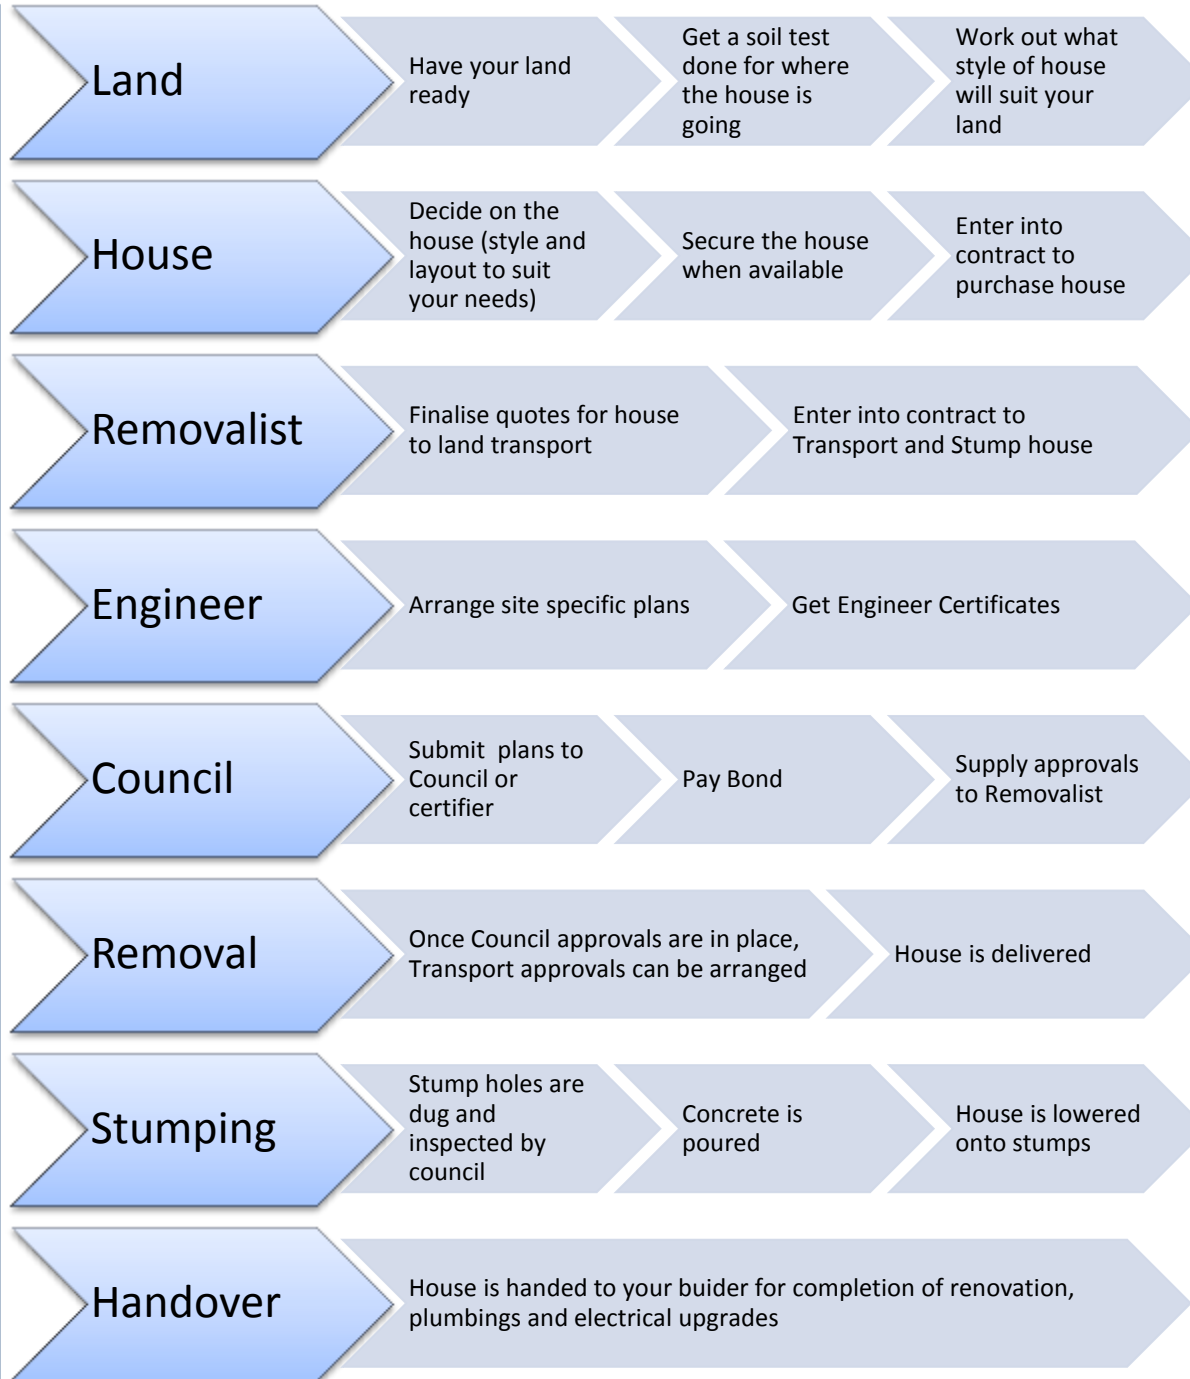 Land
Have your land
ready
Get a soil test
done for where
the house is
going
Work out what
style of house
will suit your
land
House
Decide on the
house (style and
layout to suit
your needs)
Secure the house
when available
Enter into
contract to
purchase house
Removalist
Finalise quotes for house
to land transport
Enter into contract to
Transport and Stump house
Engineer
Arrange site specific plans
Get Engineer Certificates
Council
Submit  plans to
Council or
certifier
Pay Bond
Supply approvals
to Removalist
Removal
Once Council approvals are in place,
Transport approvals can be arranged
House is delivered
Stumping
Stump holes are
dug and
inspected by
council
Concrete is
poured
House is lowered
onto stumps
Handover
House is handed to your buider for completion of renovation,
plumbings and electrical upgrades